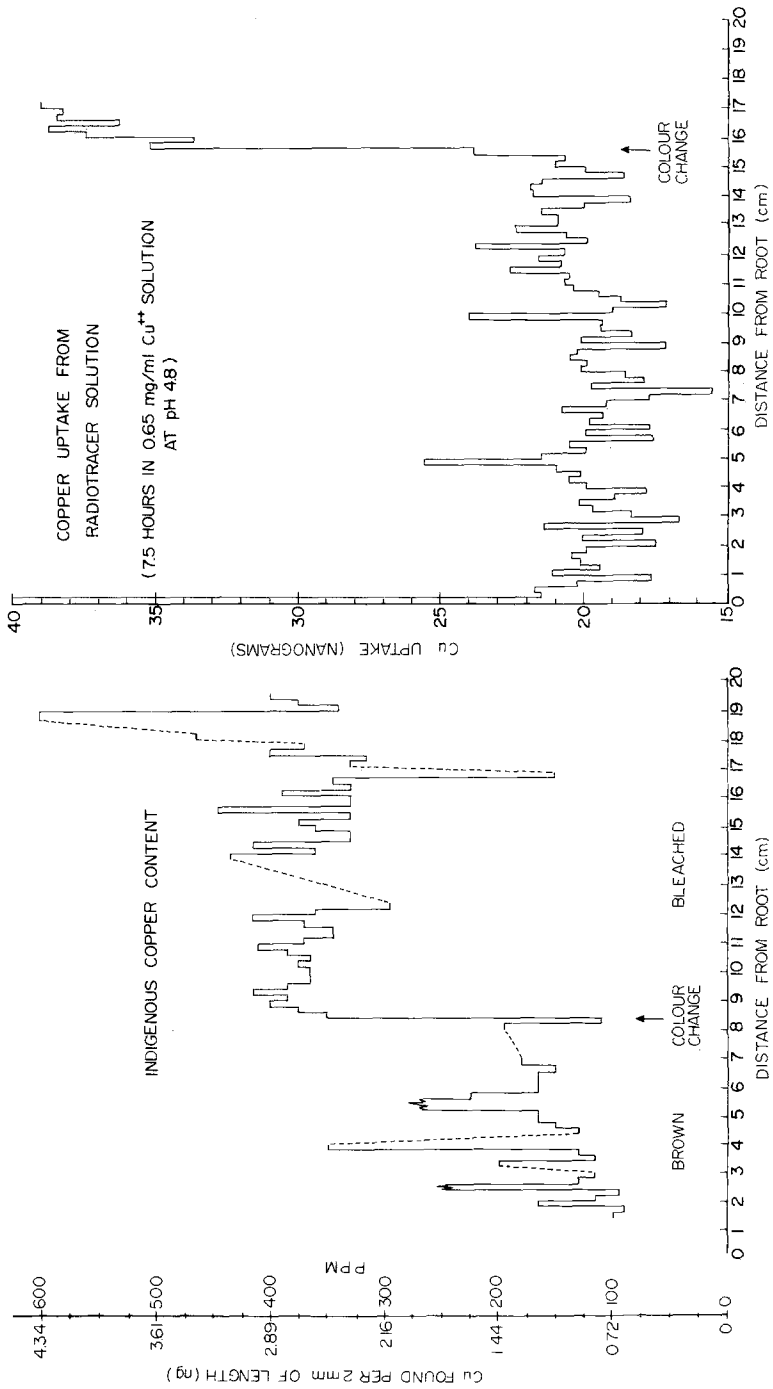 INDIGENOUS COPPER CONTENT
Cu FOUND PER 2 mm OF LENGTH (ng)
PPM
4.34 600
3.61 500
2.89 400
2.16 300
1.44 200
0.72 100
0 0
BROWN
COLOUR
CHANGE
BLEACHED
0 1 2 3 4 5 6 7 8 9 10 11 12 13 14 15 16 17 18 19 20
DISTANCE FROM ROOT (cm)
COPPER UPTAKE FROM
RADIOTRACER SOLUTION
(7.5 HOURS IN 0.65 mg/ml Cu++ SOLUTION
AT pH 4.8)
Cu UPTAKE (NANOGRAMS)
40
35
30
25
20
15
COLOUR
CHANGE
0 1 2 3 4 5 6 7 8 9 10 11 12 13 14 15 16 17 18 19 20
DISTANCE FROM ROOT (cm)